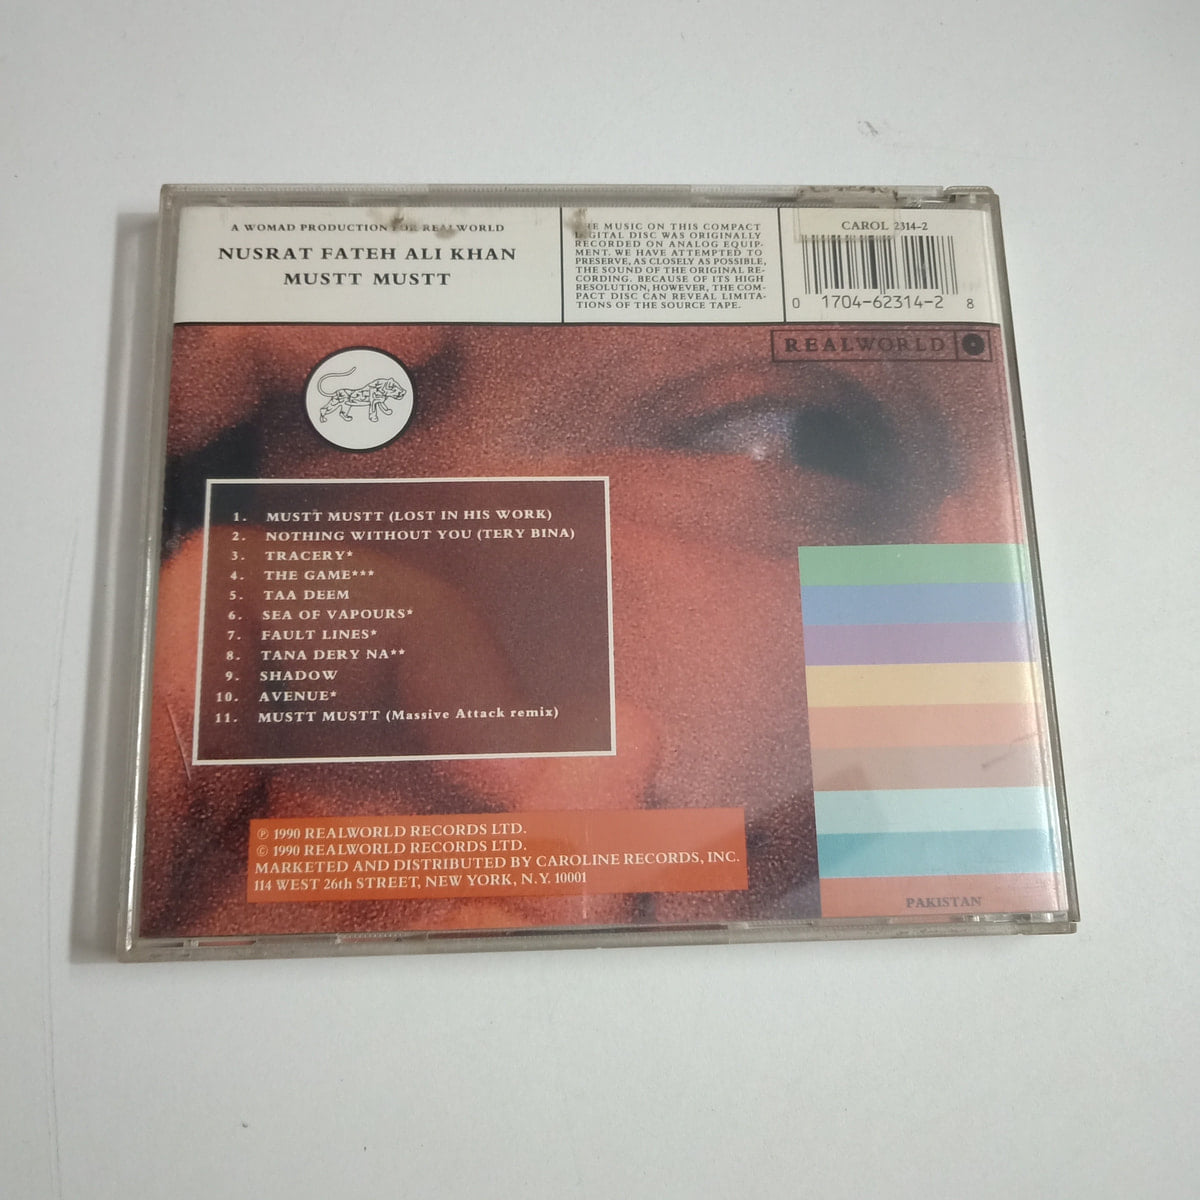 A WOMAD PRODUCTION FOR REALWORLD
NUSRAT FATEH ALI KHAN
MUSTT MUSTT
THE MUSIC ON THIS COMPACT
DIGITAL DISC WAS ORIGINALLY
RECORDED ON ANALOG EQUIP-
MENT. WE HAVE ATTEMPTED TO
PRESERVE, AS CLOSELY AS POSSIBLE,
THE SOUND OF THE ORIGINAL RE-
CORDING. BECAUSE OF ITS HIGH
RESOLUTION, HOWEVER, THE COM-
PACT DISC CAN REVEAL LIMITA-
TIONS OF THE SOURCE TAPE.
CAROL 2314-2
0 1704-62314-2 8
REALWORLD
1. MUSTT MUSTT (LOST IN HIS WORK)
2. NOTHING WITHOUT YOU (TERY BINA)
3. TRACERY*
4. THE GAME***
5. TAA DEEM
6. SEA OF VAPOURS*
7. FAULT LINES*
8. TANA DERY NA**
9. SHADOW
10. AVENUE*
11. MUSTT MUSTT (Massive Attack remix)
℗ 1990 REALWORLD RECORDS LTD.
© 1990 REALWORLD RECORDS LTD.
MARKETED AND DISTRIBUTED BY CAROLINE RECORDS, INC.
114 WEST 26th STREET, NEW YORK, N.Y. 10001
PAKISTAN